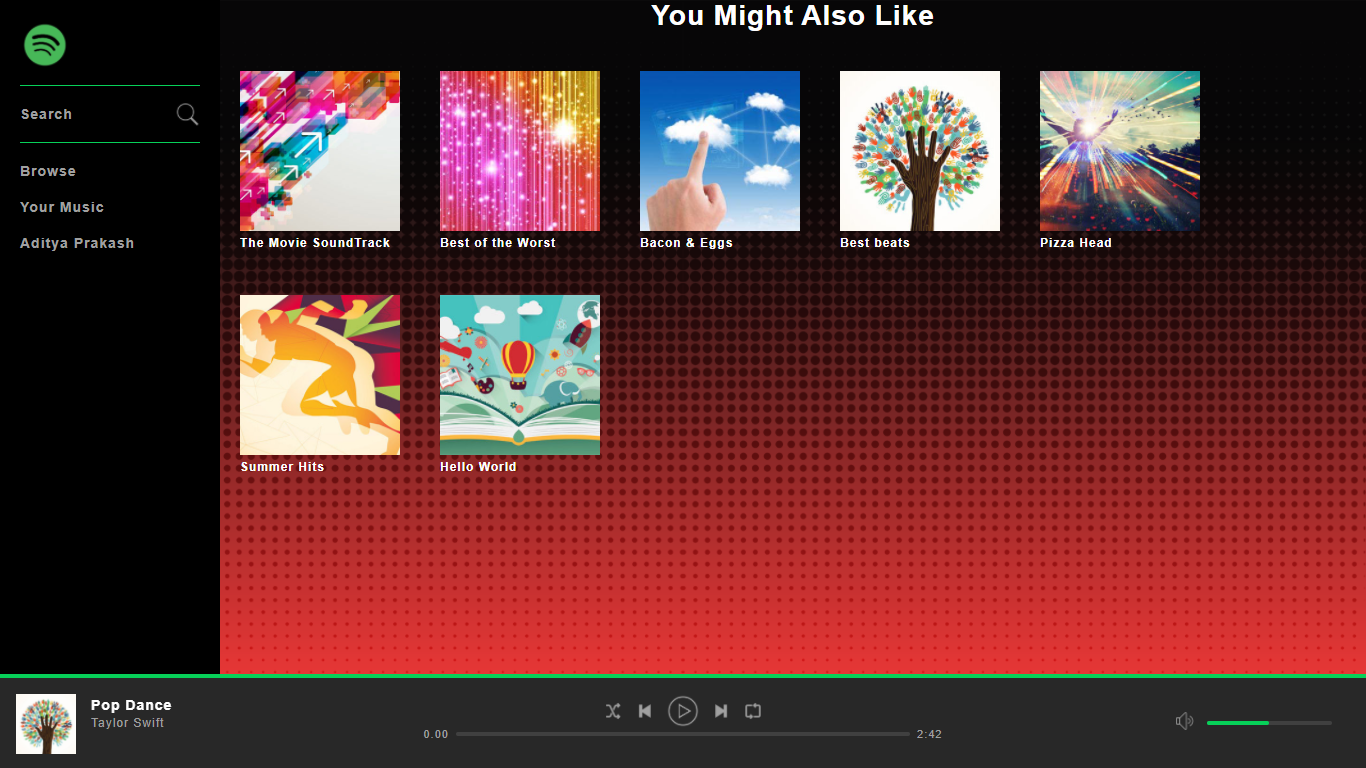 You Might Also Like
Search
Browse
Your Music
Aditya Prakash
The Movie SoundTrack
Best of the Worst
Bacon & Eggs
Best beats
Pizza Head
Summer Hits
Hello World
Pop Dance
Taylor Swift
0.00
2:42